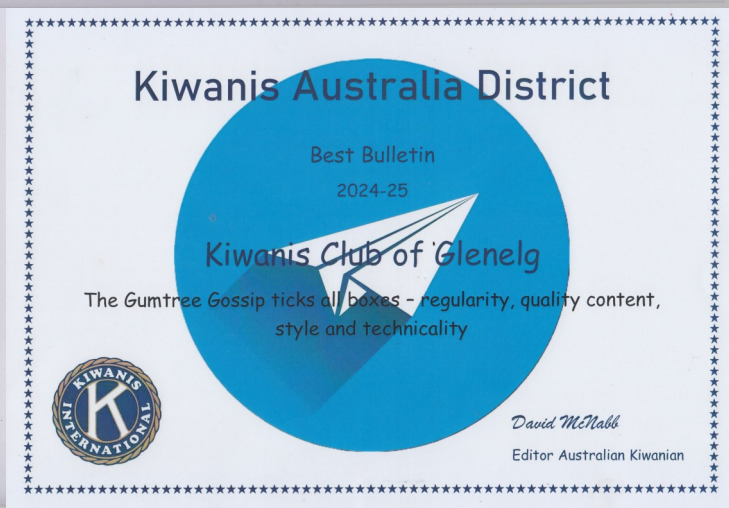 Kiwanis Australia District
Best Bulletin
2024-25
Kiwanis Club of Glenelg
The Gumtree Gossip ticks all boxes – regularity, quality content,
style and technicality
KIWANIS
K
INTERNATIONAL
David McNabb
Editor Australian Kiwanian